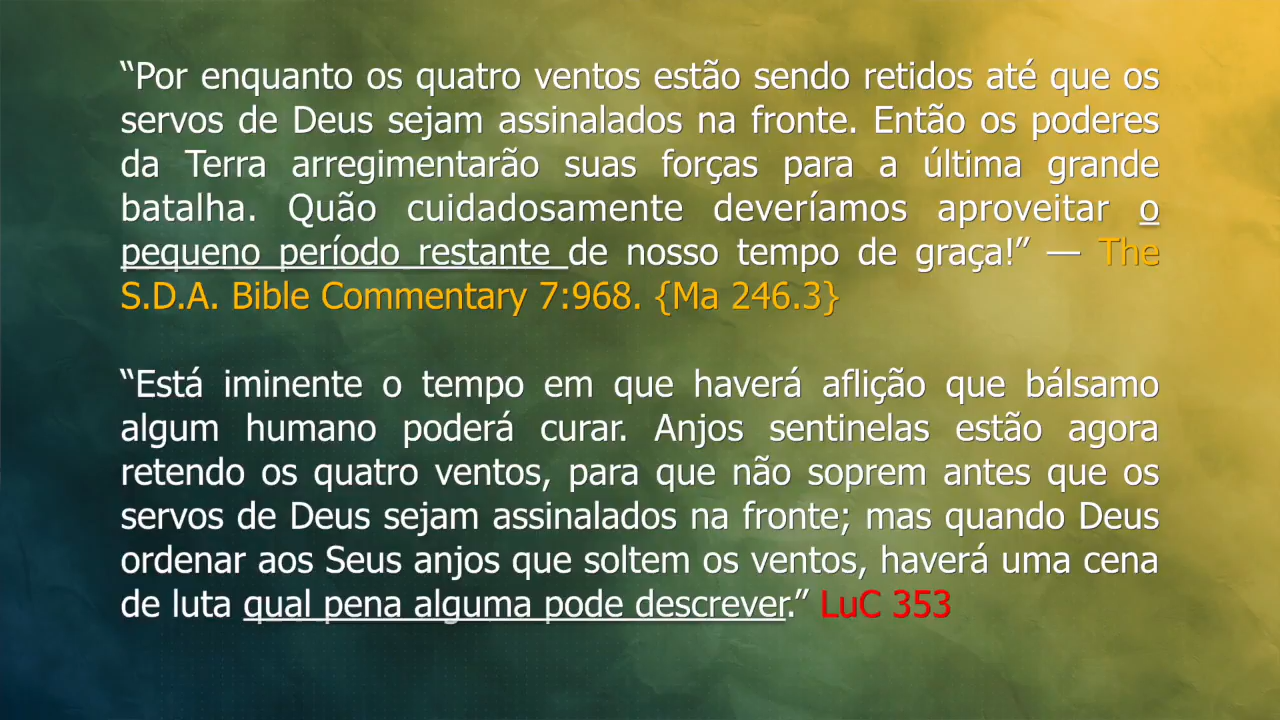 “Por enquanto os quatro ventos estão sendo retidos até que os
servos de Deus sejam assinalados na fronte. Então os poderes
da Terra arregimentarão suas forças para a última grande
batalha. Quão cuidadosamente deveríamos aproveitar o
pequeno período restante de nosso tempo de graça!” — The
S.D.A. Bible Commentary 7:968. {Ma 246.3}
“Está iminente o tempo em que haverá aflição que bálsamo
algum humano poderá curar. Anjos sentinelas estão agora
retendo os quatro ventos, para que não soprem antes que os
servos de Deus sejam assinalados na fronte; mas quando Deus
ordenar aos Seus anjos que soltem os ventos, haverá uma cena
de luta qual pena alguma pode descrever.” LuC 353